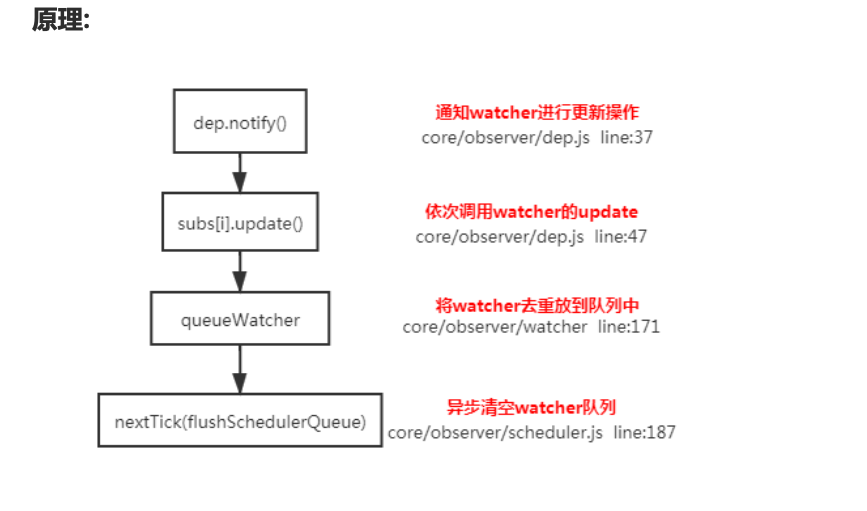 原理:
dep.notify()
通知watcher进行更新操作
core/observer/dep.js line:37
subs[i].update()
依次调用watcher的update
core/observer/dep.js line:47
queueWatcher
将watcher去重放到队列中
core/observer/watcher line:171
nextTick(flushSchedulerQueue)
异步清空watcher队列
core/observer/scheduler.js line:187